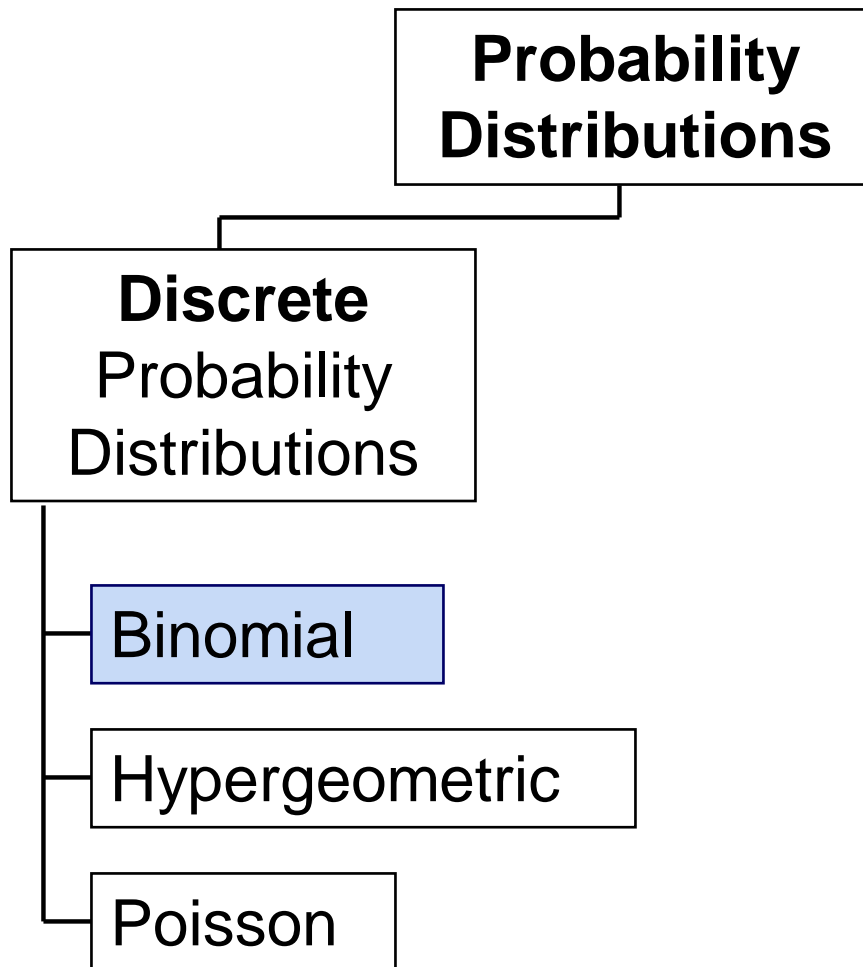 Probability
Distributions
Discrete
Probability
Distributions
Binomial
Hypergeometric
Poisson